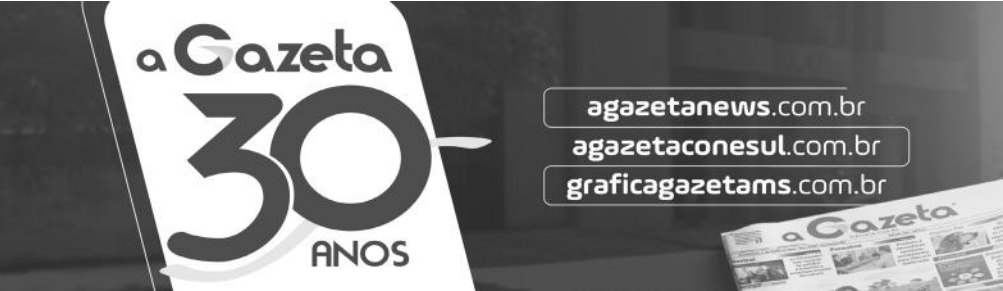 a Gazeta
30
ANOS
agazetanews.com.br
agazetaconesul.com.br
graficagazetams.com.br
a Gazeta